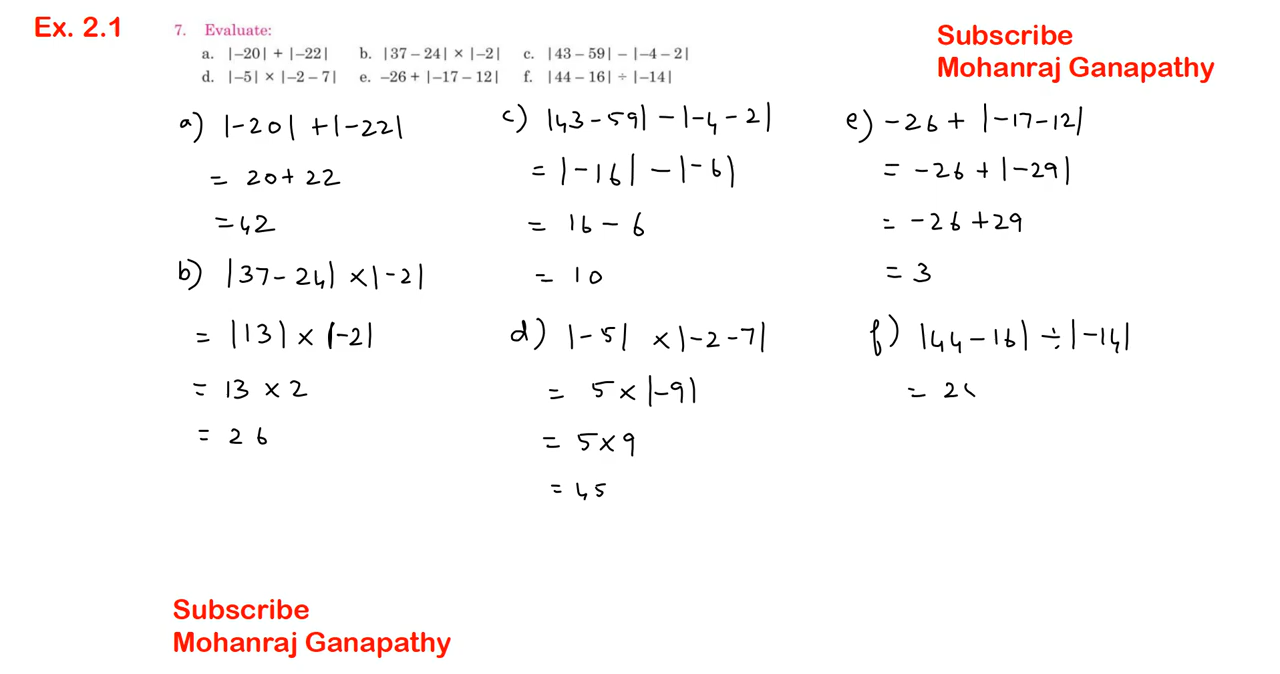 Ex. 2.1
7. Evaluate:
a. |–20| + |–22| b. |37 – 24| × |–2| c. |43 – 59| – |–4 – 2|
d. |–5| × |–2 – 7| e. –26 + |–17 – 12| f. |44 – 16| ÷ |–14|
Subscribe
Mohanraj Ganapathy
a) |-20| + |-22|
= 20 + 22
= 42
b) |37 - 24| × |-2|
= |13| × |-2|
= 13 × 2
= 26
c) |43 - 59| - |-4 - 2|
= |-16| - |-6|
= 16 - 6
= 10
d) |-5| × |-2 - 7|
= 5 × |-9|
= 5 × 9
= 45
e) -26 + |-17 - 12|
= -26 + |-29|
= -26 + 29
= 3
f) |44 - 16| ÷ |-14|
= 2
Subscribe
Mohanraj Ganapathy